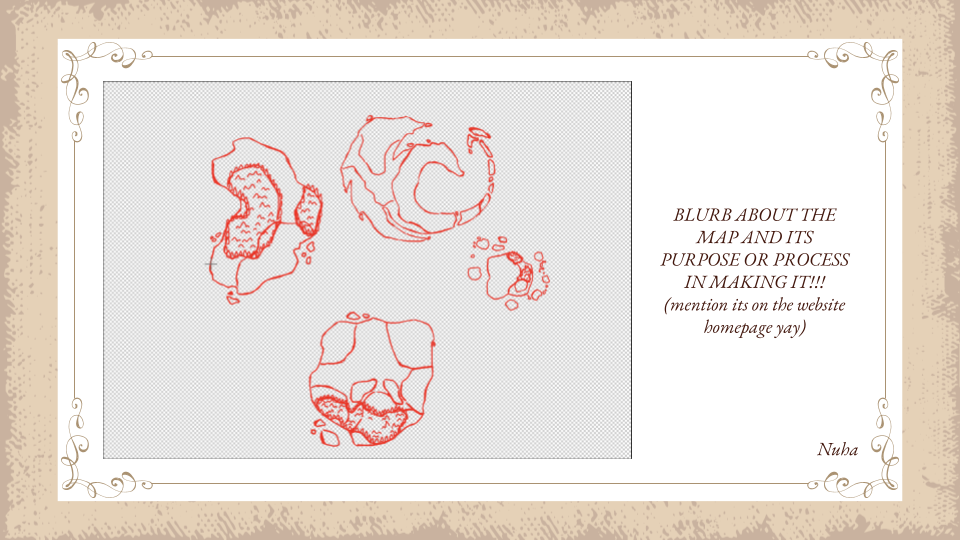 BLURB ABOUT THE
MAP AND ITS
PURPOSE OR PROCESS
IN MAKING IT!!!
(mention its on the website
homepage yay)
Nuha